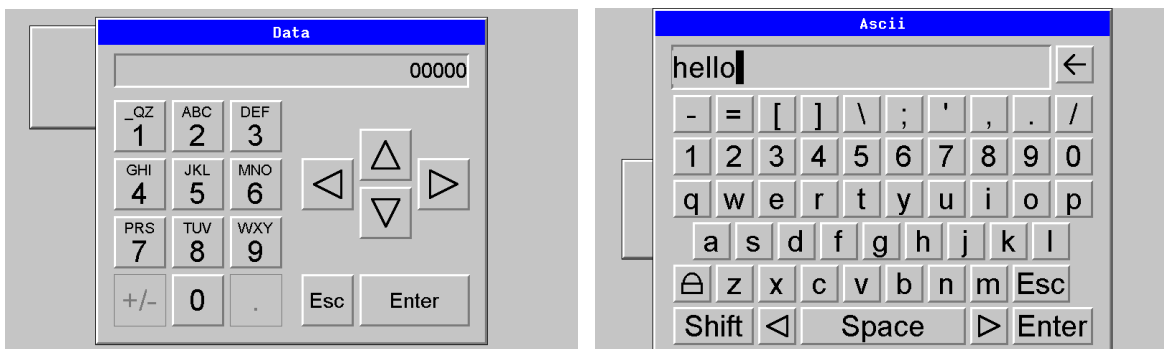 Data
00000
_QZ ABC DEF
1 2 3
GHI JKL MNO
4 5 6
PRS TUV WXY
7 8 9
+/- 0 . Esc Enter
Ascii
hello
- = [ ] \ ; ' , . /
1 2 3 4 5 6 7 8 9 0
q w e r t y u i o p
a s d f g h j k l
z x c v b n m Esc
Shift Space Enter